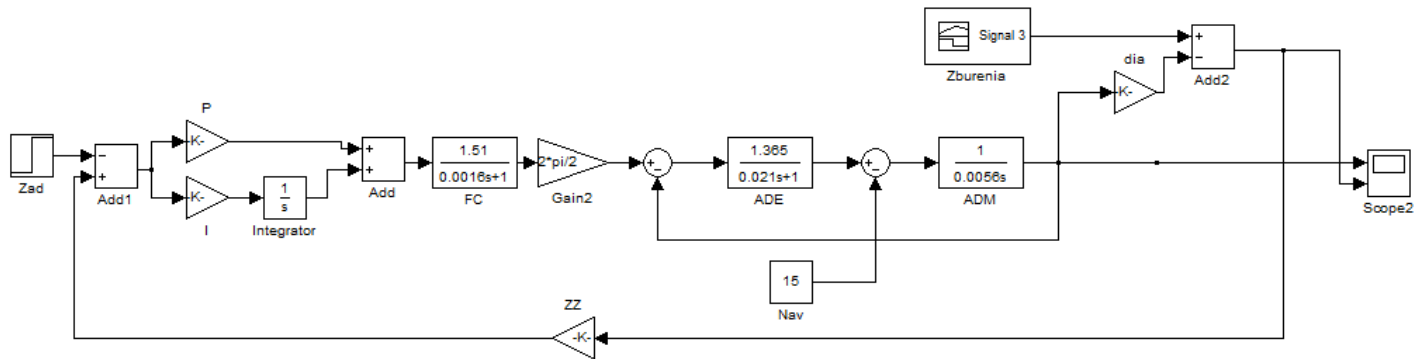 Signal 3
+
−
Zburenia
dia
K-
Add2
P
K-
Zad
−
+
Add1
K-
I
1
s
Integrator
+
+
Add
1.51
0.0016s+1
FC
2*pi/2
Gain2
+
−
1.365
0.021s+1
ADE
+
−
1
0.0056s
ADM
Scope2
15
Nav
ZZ
-K-